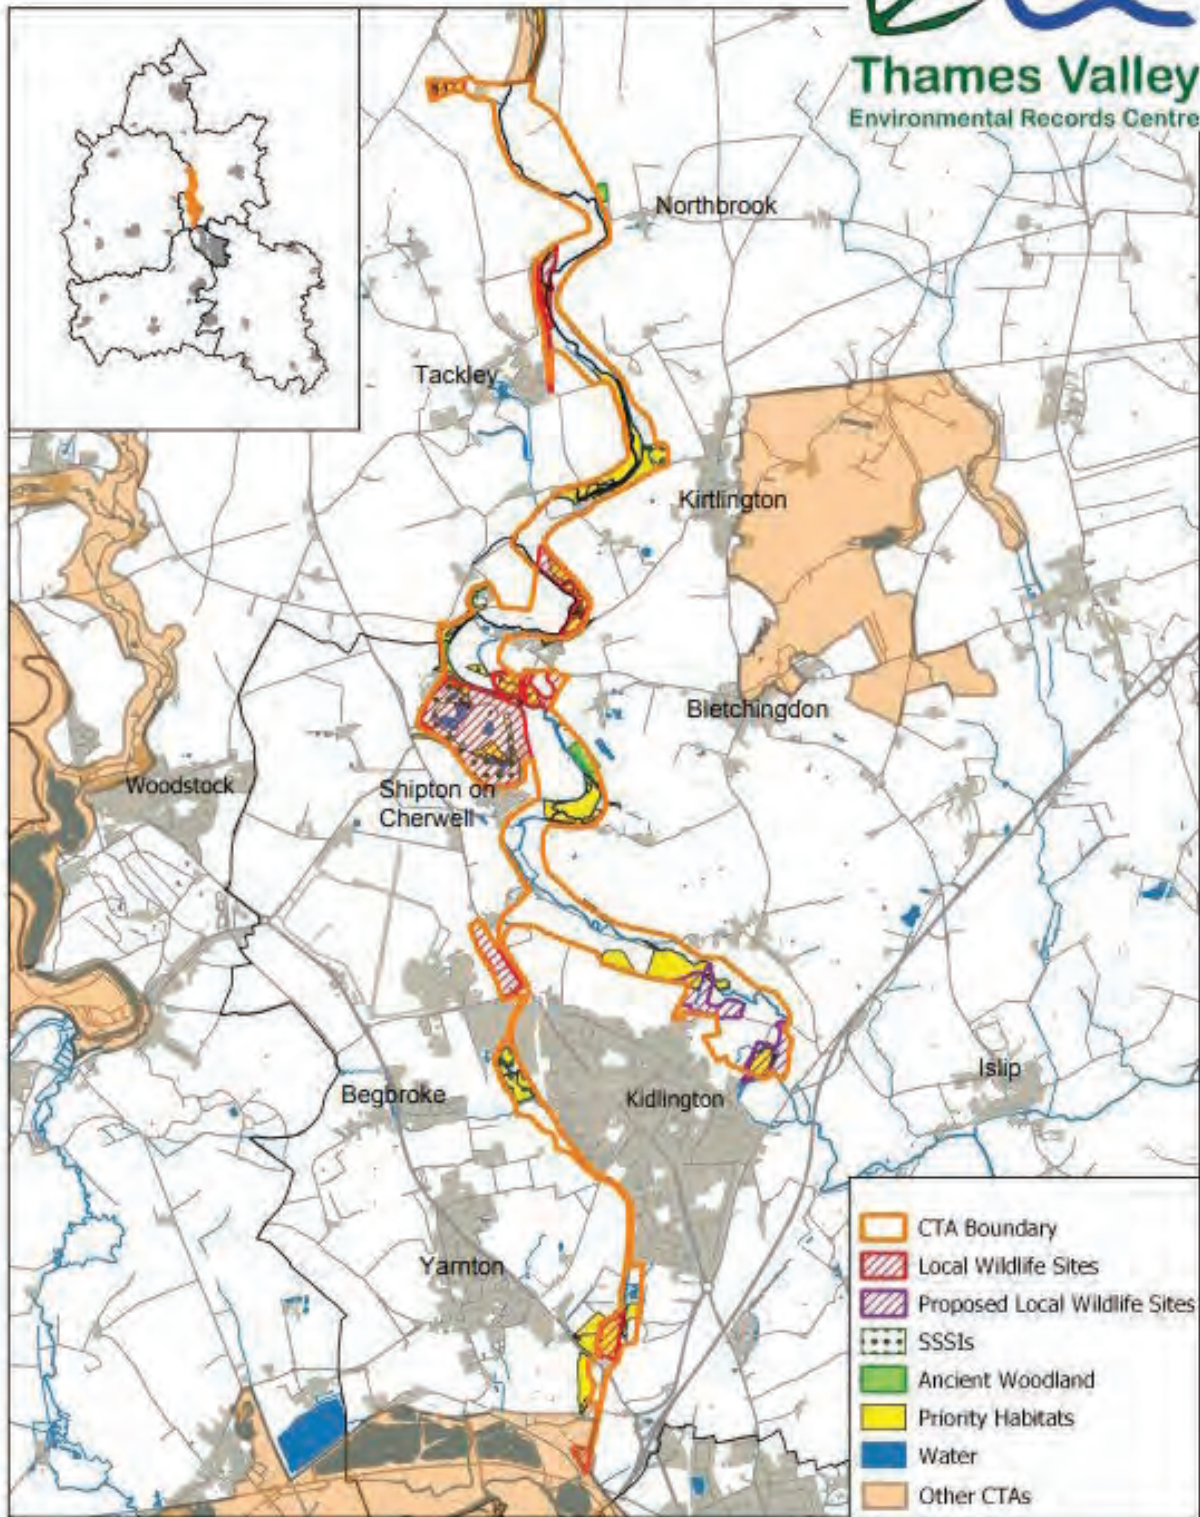 Thames Valley
Environmental Records Centre
Northbrook
Tackley
Kirtlington
Bletchingdon
Woodstock
Shipton on
Cherwell
Begbroke
Kidlington
Islip
Yarnton
CTA Boundary
Local Wildlife Sites
Proposed Local Wildlife Sites
SSSIs
Ancient Woodland
Priority Habitats
Water
Other CTAs